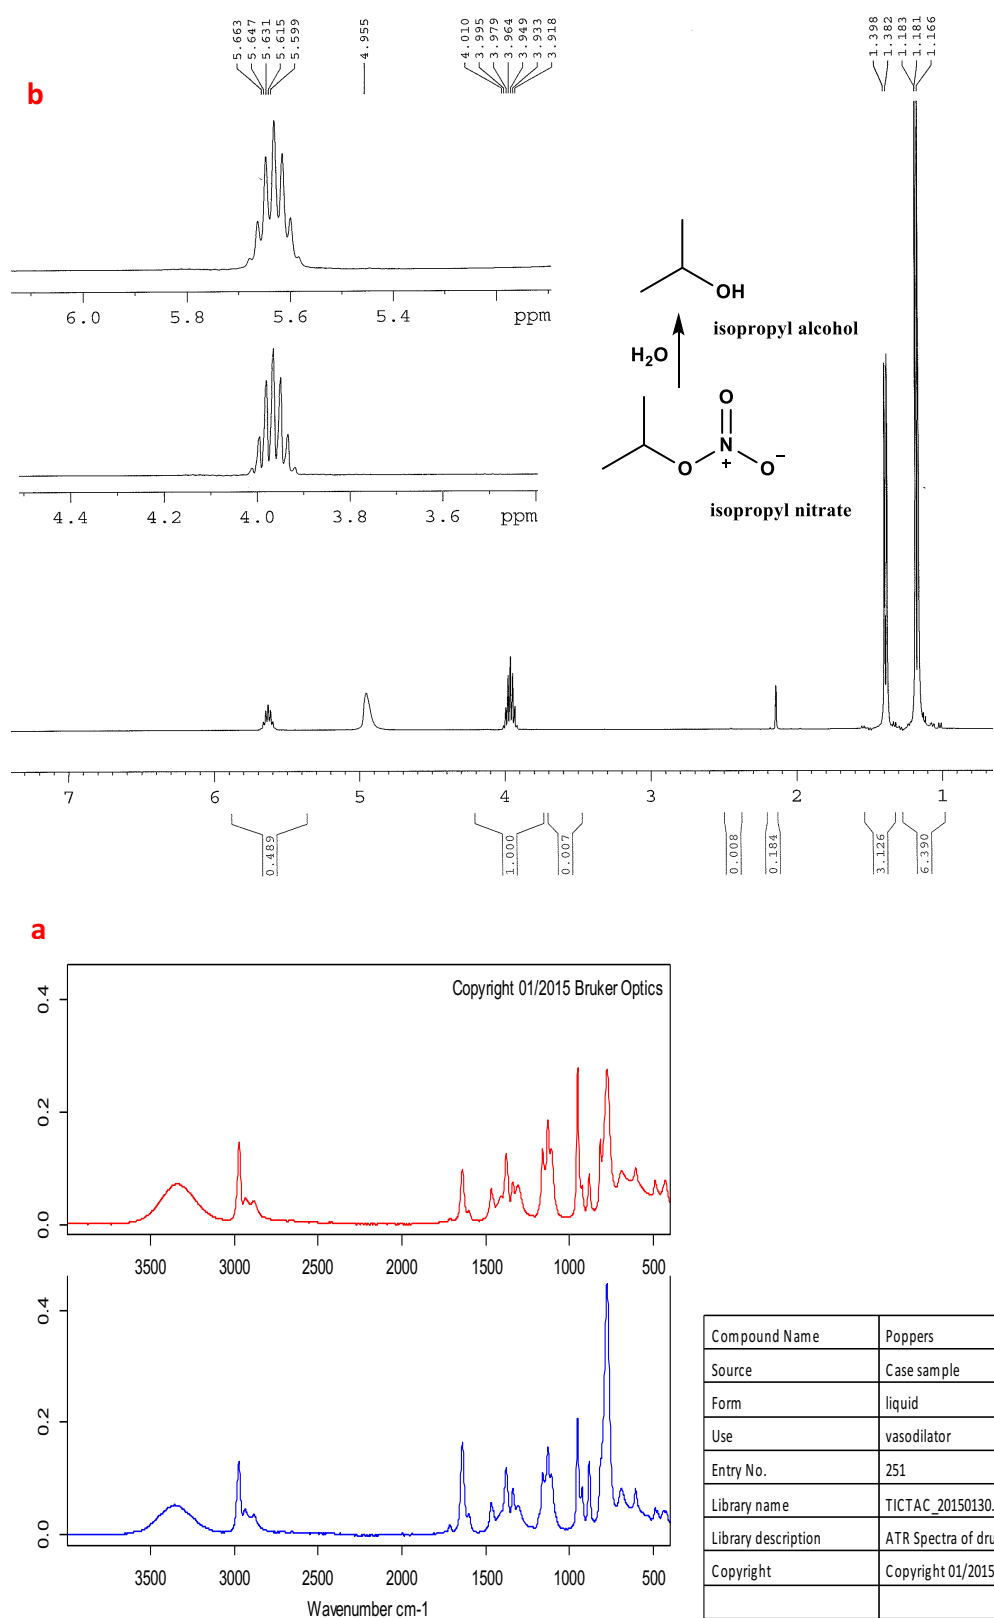 5.663
5.647
5.631
5.615
5.599
4.955
4.010
3.995
3.979
3.964
3.949
3.933
3.918
1.398
1.382
1.183
1.181
1.166
b
6.0 5.8 5.6 5.4 ppm
OH
isopropyl alcohol
H2O
4.4 4.2 4.0 3.8 3.6 ppm
O
N
+
O
O−
isopropyl nitrate
7 6 5 4 3 2 1
0.489
1.000
0.007
0.008
0.184
3.126
6.390
a
Copyright 01/2015 Bruker Optics
0.4
0.2
0.0
3500 3000 2500 2000 1500 1000 500
0.4
0.2
0.0
3500 3000 2500 2000 1500 1000 500
Wavenumber cm-1
Compound Name Poppers
Source Case sample
Form liquid
Use vasodilator
Entry No. 251
Library name TICTAC_20150130.
Library description ATR Spectra of dru
Copyright Copyright 01/2015